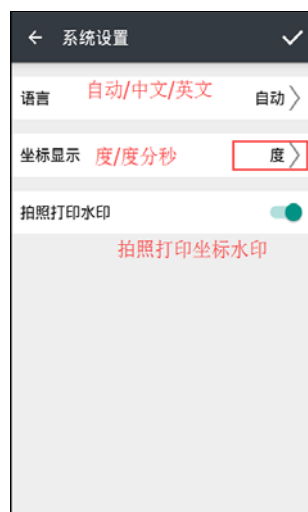 系统设置
语言 自动/中文/英文 自动
坐标显示 度/度分秒 度
拍照打印水印
拍照打印坐标水印